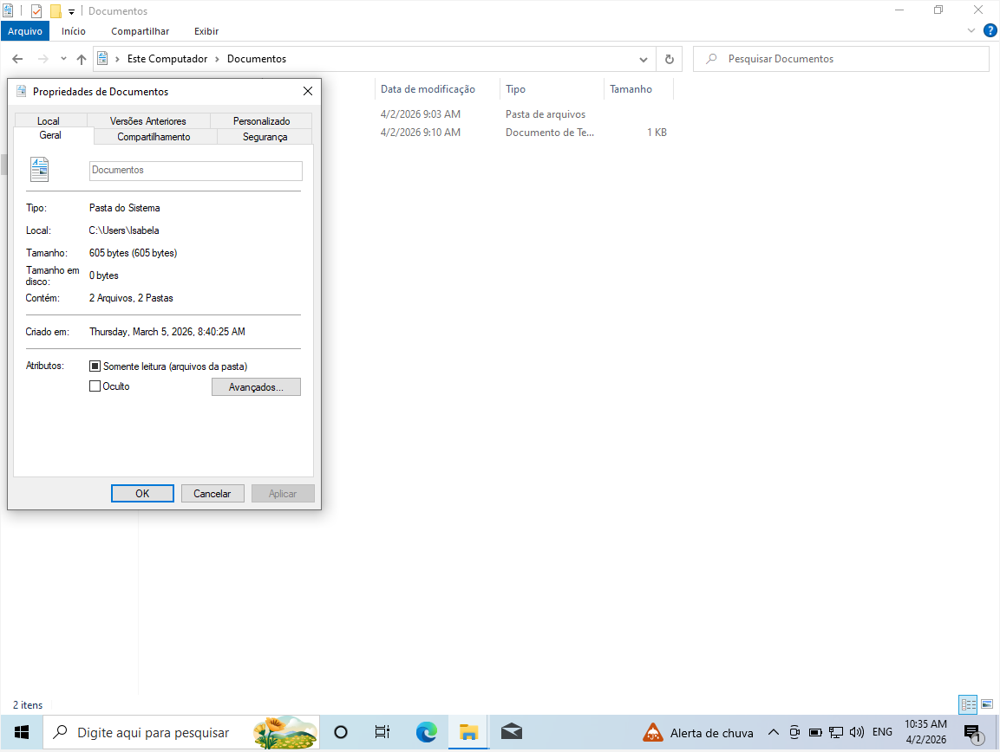 Documentos
Arquivo Início Compartilhar Exibir
Este Computador Documentos
Pesquisar Documentos
Propriedades de Documentos
Local Versões Anteriores Personalizado
Geral Compartilhamento Segurança
Documentos
Tipo: Pasta do Sistema
Local: C:\Users\Isabela
Tamanho: 605 bytes (605 bytes)
Tamanho em
disco: 0 bytes
Contém: 2 Arquivos, 2 Pastas
Criado em: Thursday, March 5, 2026, 8:40:25 AM
Atributos: Somente leitura (arquivos da pasta)
Oculto
Avançados...
OK Cancelar Aplicar
Data de modificação Tipo Tamanho
4/2/2026 9:03 AM Pasta de arquivos
4/2/2026 9:10 AM Documento de Te... 1 KB
2 itens
Digite aqui para pesquisar
Alerta de chuva
ENG
10:35 AM
4/2/2026
1